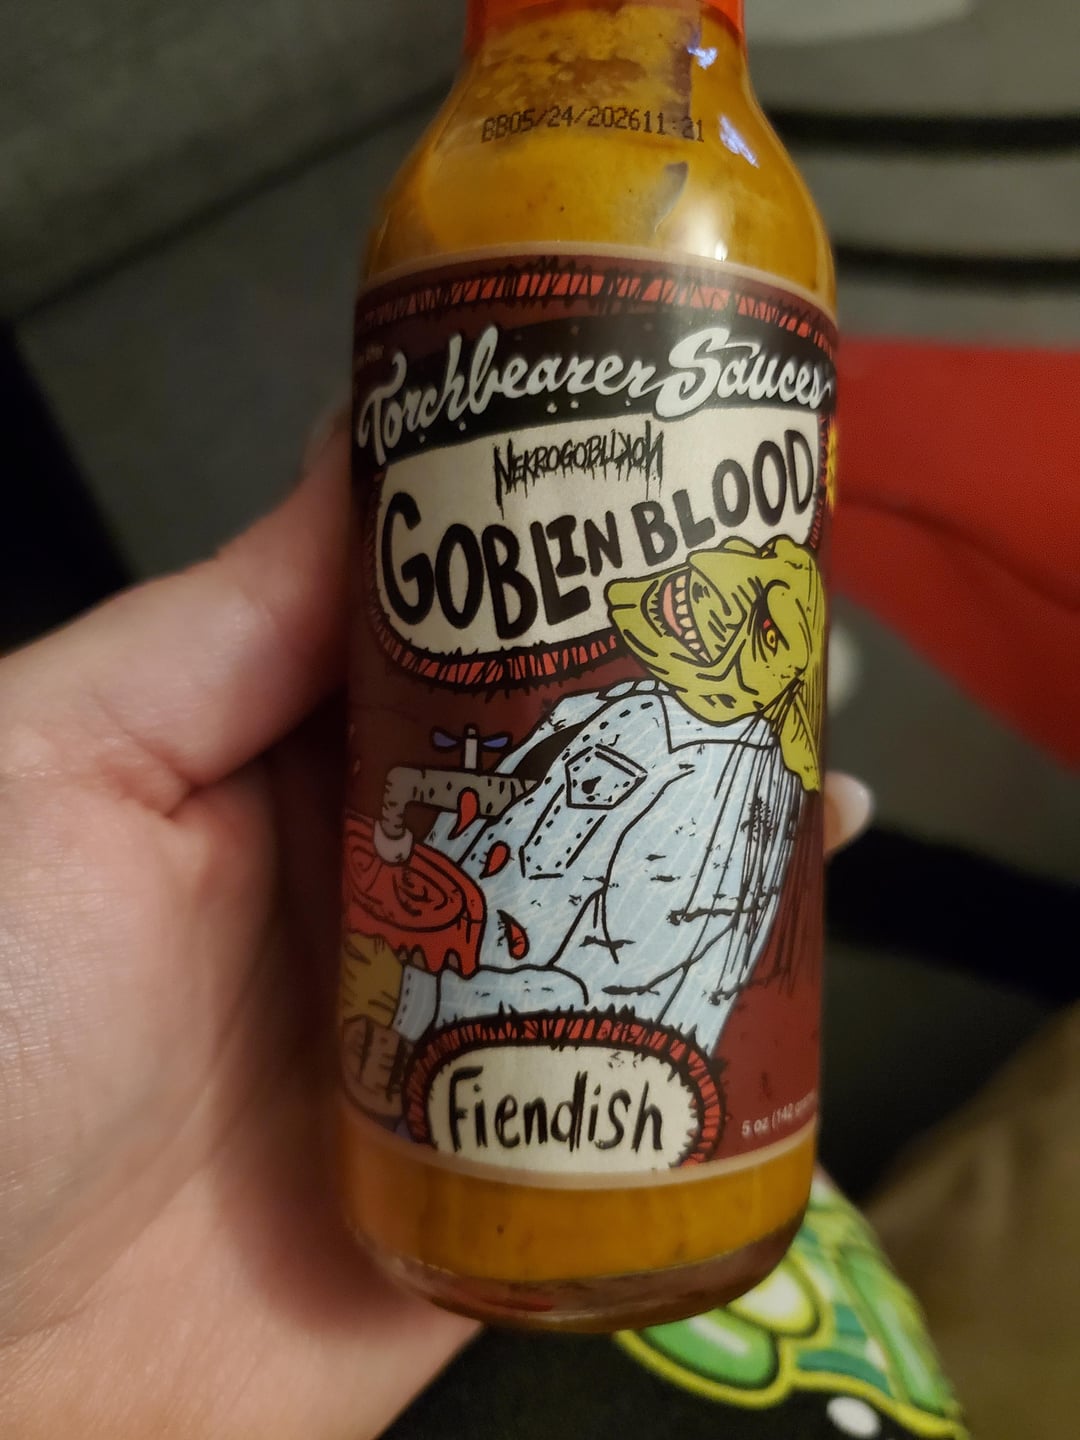 BB05/24/202611:21
Torchbearer Sauces
NEKROGOBLIKON
GOBLIN BLOOD
Fiendish
5 oz (142